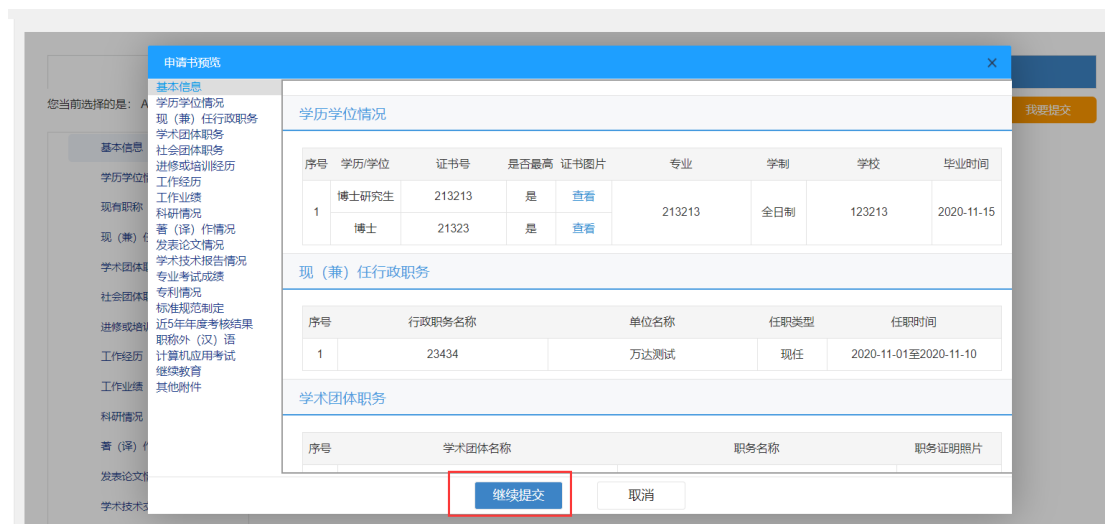 申请书预览 ×
您当前选择的是： A
我要提交
基本信息
学历学位
现有职称
现（兼）
学术团体
社会团体
进修或培
工作经历
工作业绩
科研情况
著（译）
发表论文
学术技术
基本信息
学历学位情况
现（兼）任行政职务
学术团体职务
社会团体职务
进修或培训经历
工作经历
工作业绩
科研情况
著（译）作情况
发表论文情况
学术技术报告情况
专业考试成绩
专利情况
标准规范制定
近5年年度考核结果
职称外（汉）语
计算机应用考试
继续教育
其他附件
学历学位情况
序号 学历/学位 证书号 是否最高 证书图片 专业 学制 学校 毕业时间
1 博士研究生 213213 是 查看 213213 全日制 123213 2020-11-15
博士 21323 是 查看
现（兼）任行政职务
序号 行政职务名称 单位名称 任职类型 任职时间
1 23434 万达测试 现任 2020-11-01至2020-11-10
学术团体职务
序号 学术团体名称 职务名称 职务证明照片
继续提交 取消